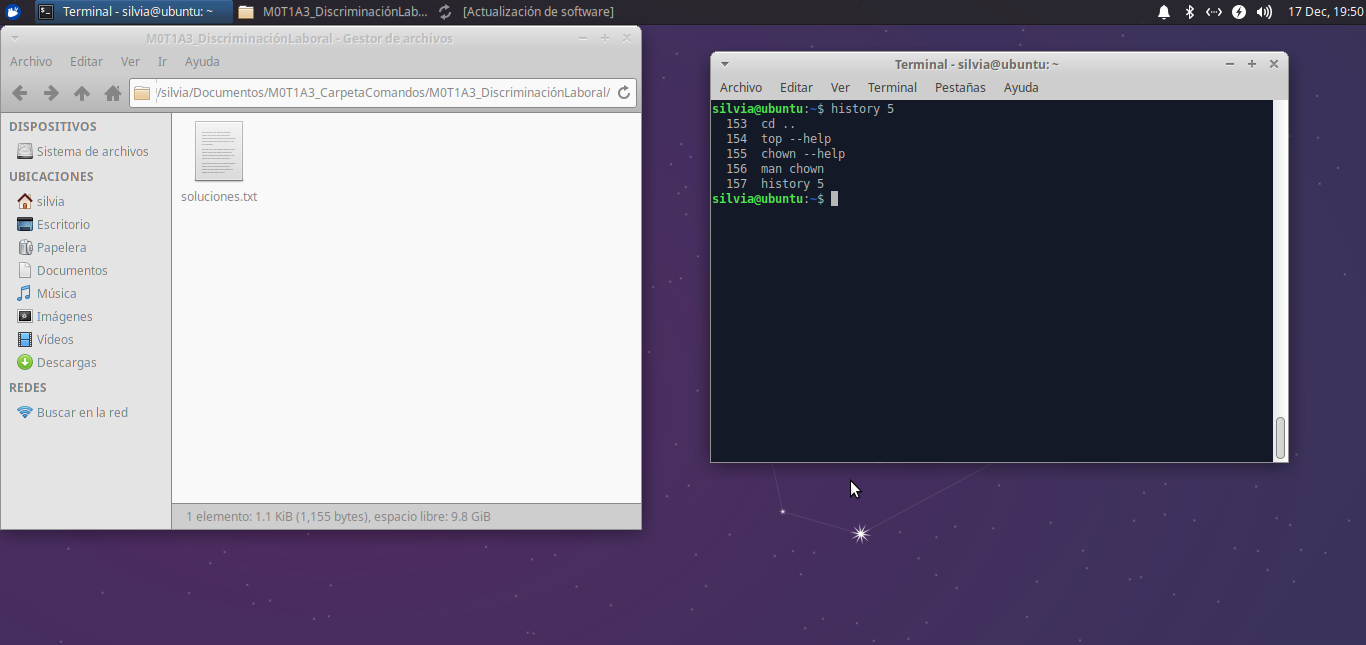 Terminal - silvia@ubuntu: ~
M0T1A3_DiscriminaciónLab...
[Actualización de software]
17 Dec, 19:50
M0T1A3_DiscriminaciónLaboral - Gestor de archivos
Archivo Editar Ver Ir Ayuda
/silvia/Documentos/M0T1A3_CarpetaComandos/M0T1A3_DiscriminaciónLaboral/
DISPOSITIVOS
Sistema de archivos
UBICACIONES
silvia
Escritorio
Papelera
Documentos
Música
Imágenes
Vídeos
Descargas
REDES
Buscar en la red
soluciones.txt
1 elemento: 1.1 KiB (1,155 bytes), espacio libre: 9.8 GiB
Terminal - silvia@ubuntu: ~
Archivo Editar Ver Terminal Pestañas Ayuda
silvia@ubuntu:~$ history 5
153 cd ..
154 top --help
155 chown --help
156 man chown
157 history 5
silvia@ubuntu:~$